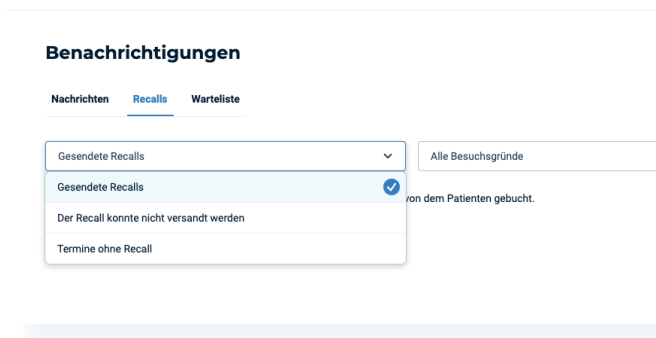 Benachrichtigungen
Nachrichten Recalls Warteliste
Gesendete Recalls Alle Besuchsgründe
Gesendete Recalls
von dem Patienten gebucht.
Der Recall konnte nicht versandt werden
Termine ohne Recall